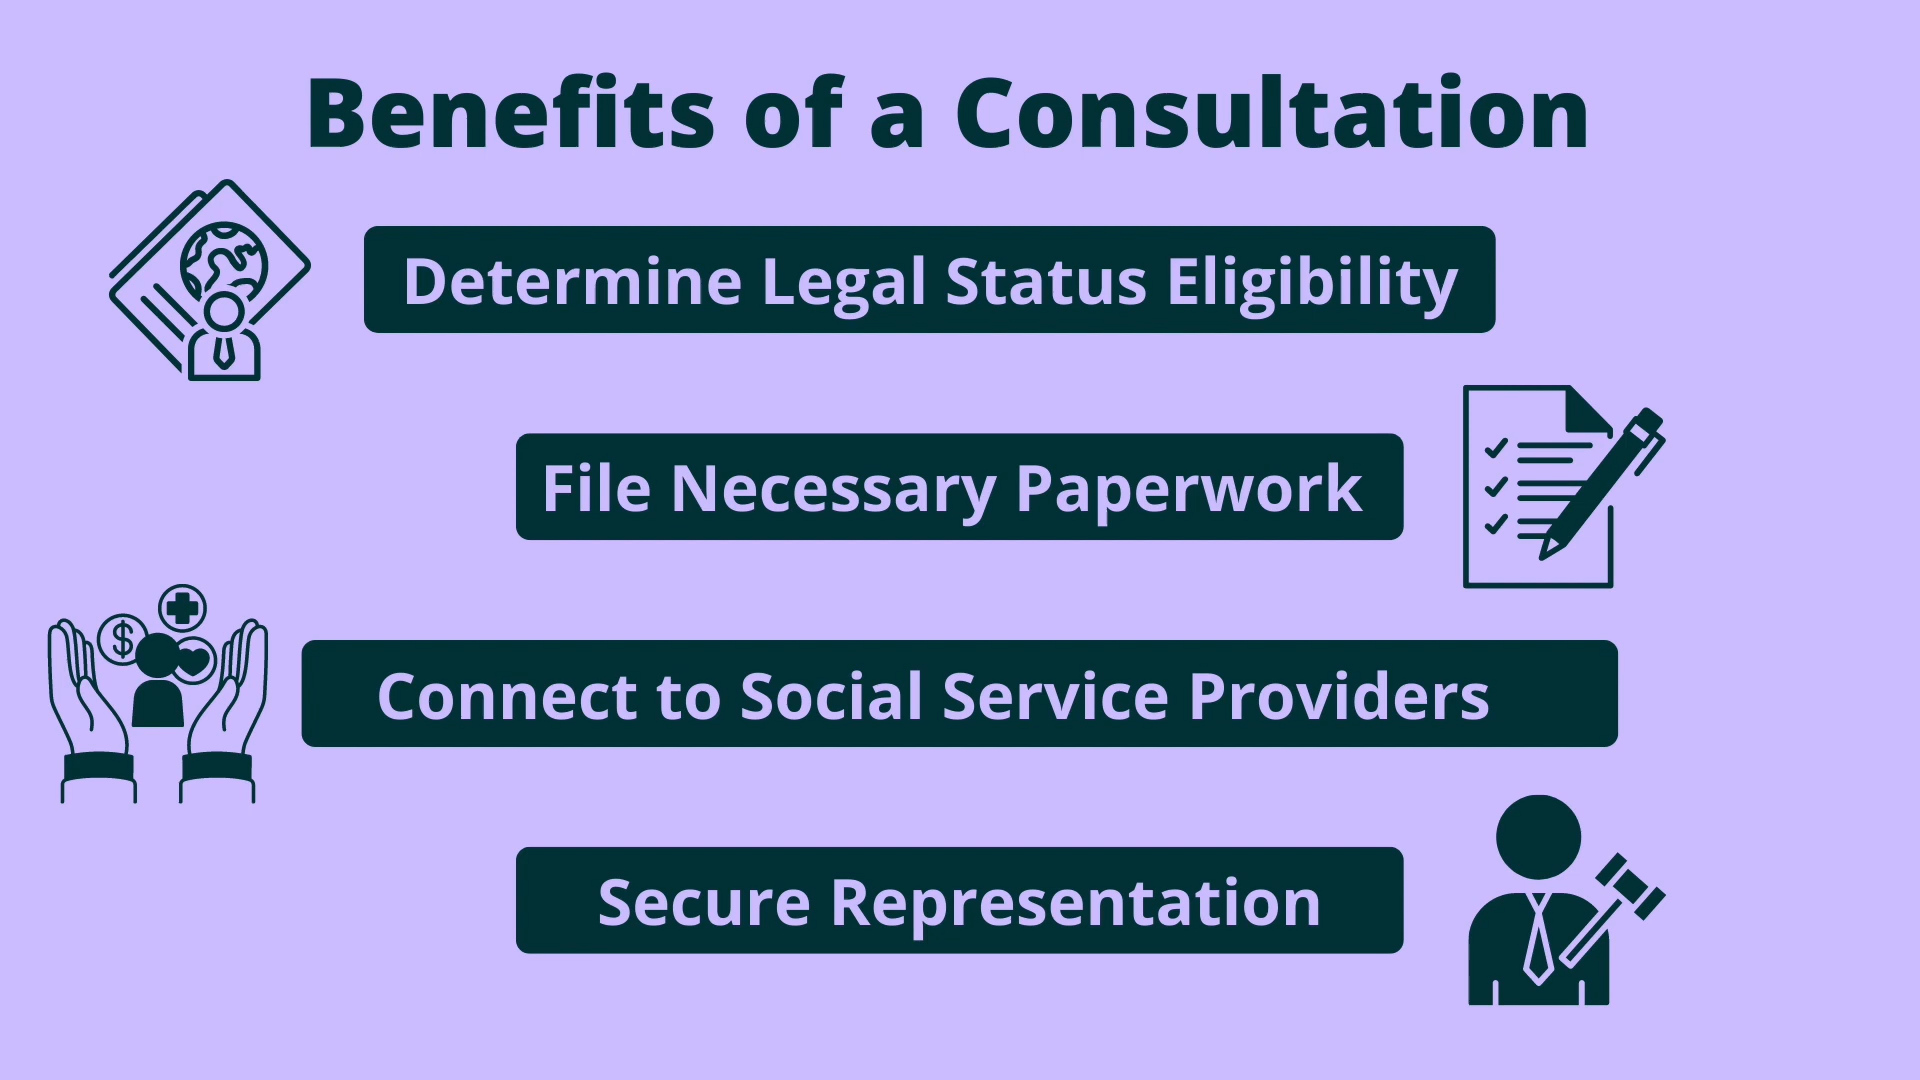 Benefits of a Consultation
Determine Legal Status Eligibility
File Necessary Paperwork
$
Connect to Social Service Providers
Secure Representation